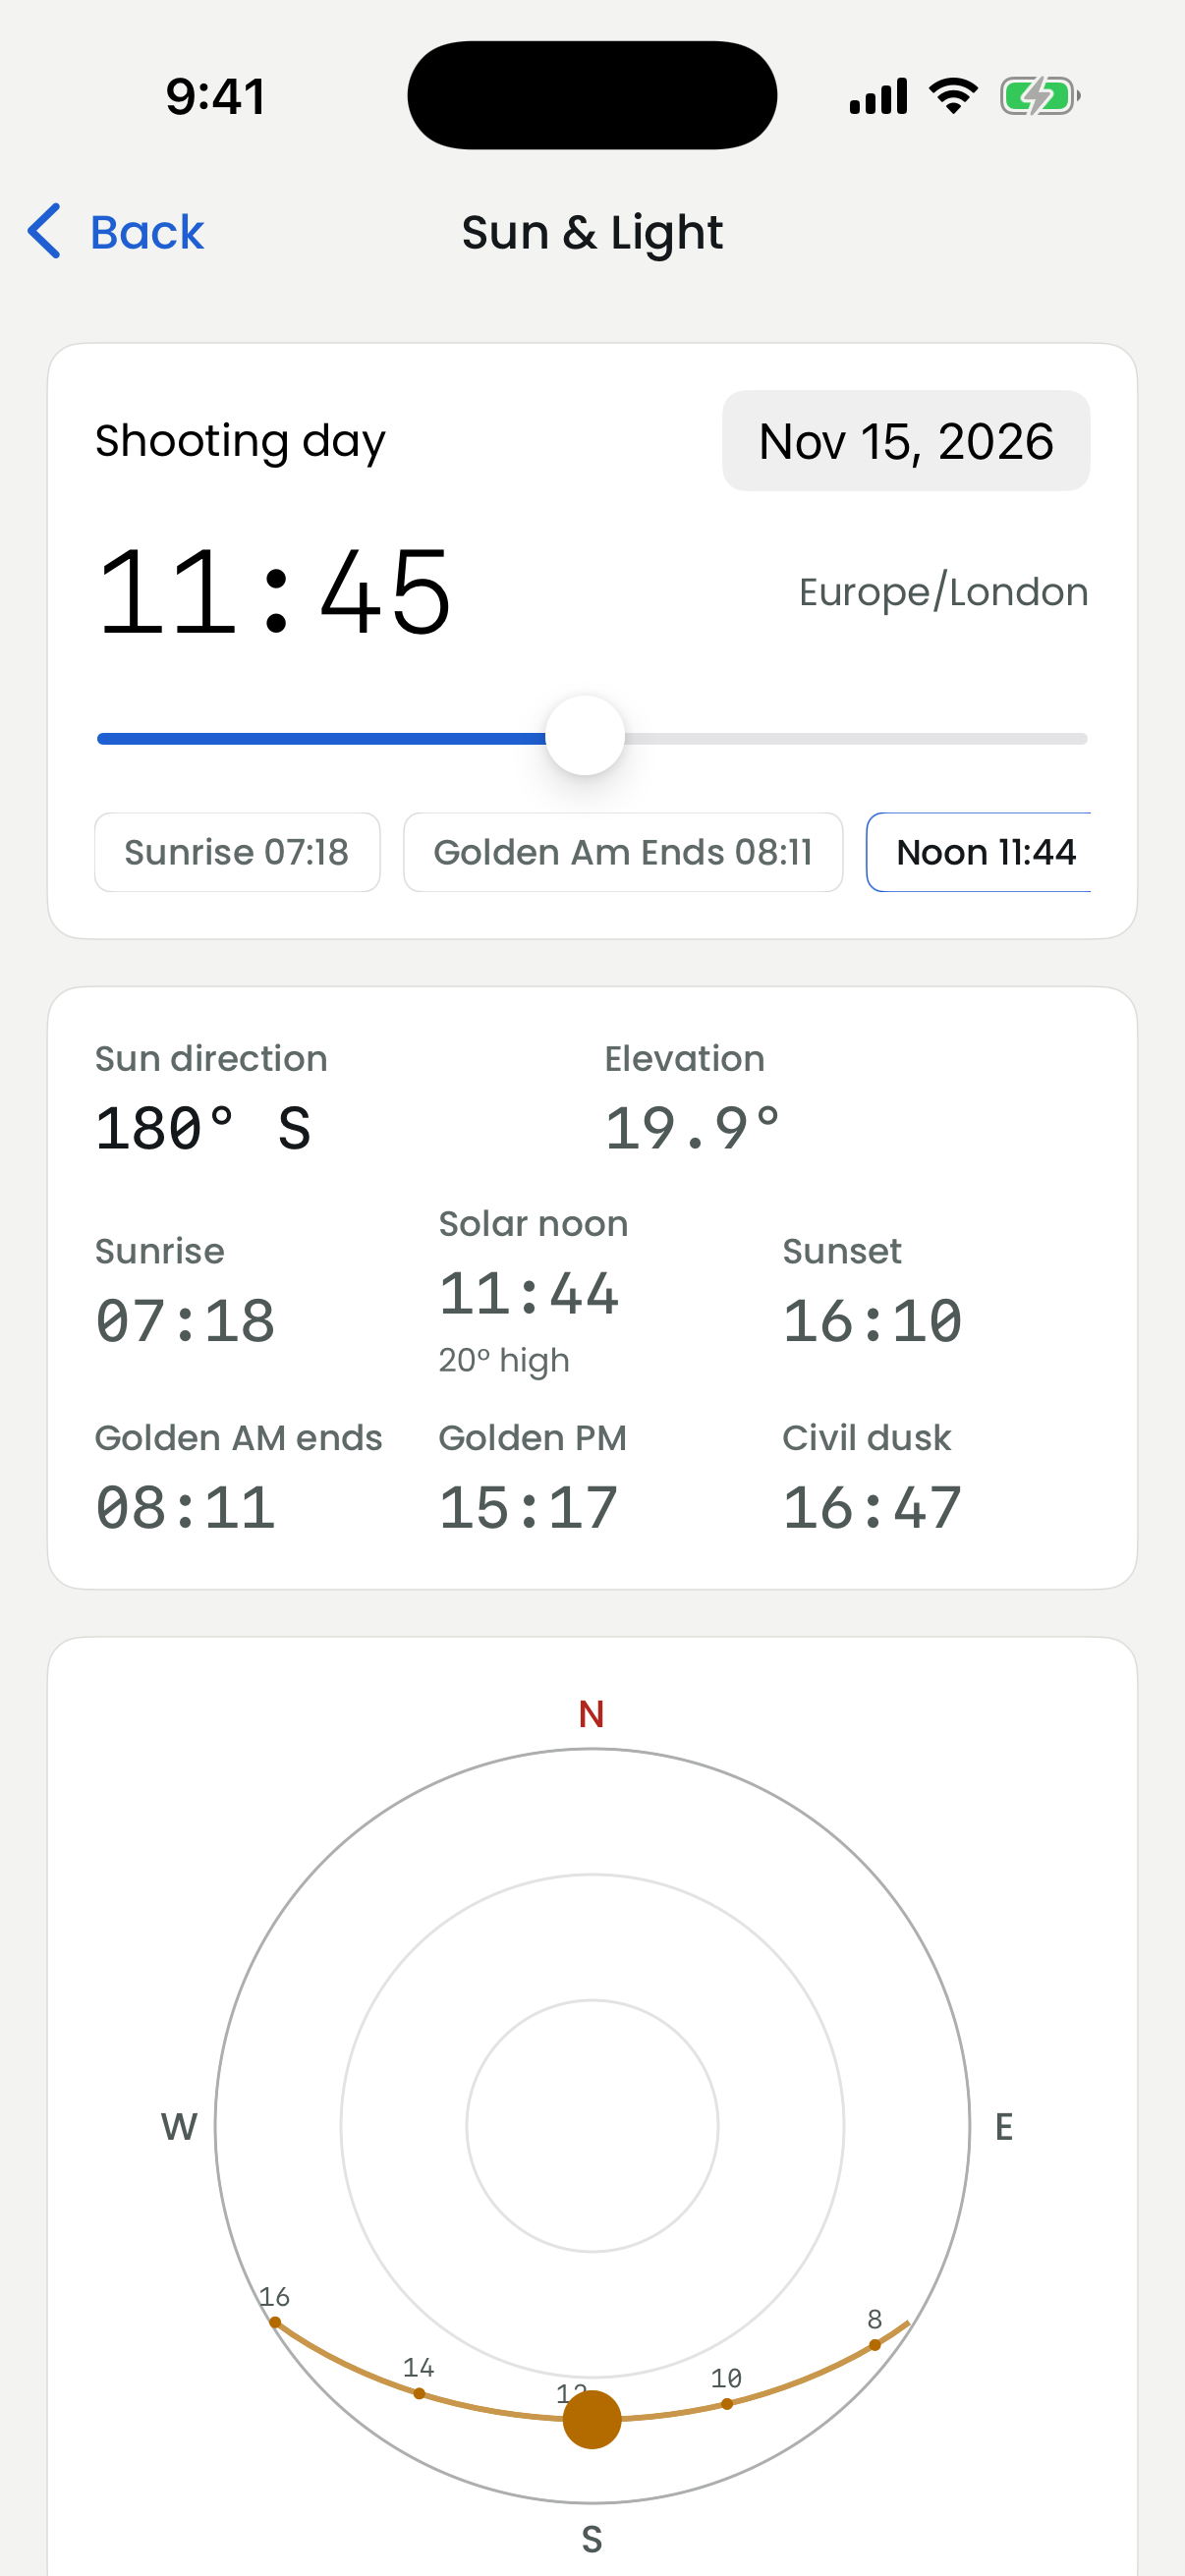 9:41
Back
Sun & Light
Shooting day
Nov 15, 2026
11:45
Europe/London
Sunrise 07:18
Golden Am Ends 08:11
Noon 11:44
Sun direction
180° S
Elevation
19.9°
Sunrise
07:18
Solar noon
11:44
20° high
Sunset
16:10
Golden AM ends
08:11
Golden PM
15:17
Civil dusk
16:47
N
W
E
16
8
14
10
S